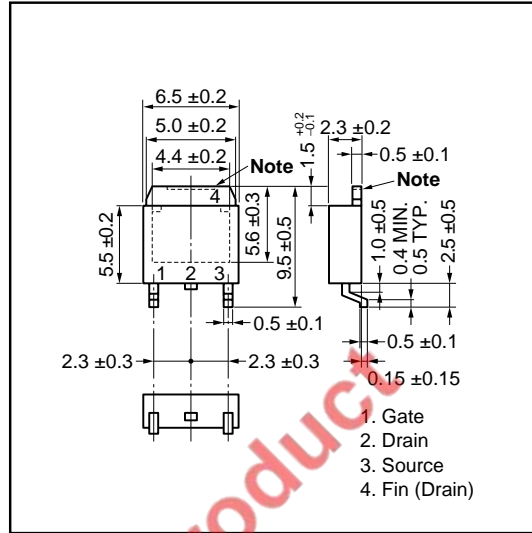 6.5 ±0.2
5.0 ±0.2
4.4 ±0.2
Note
4
1.5 +0.2 −0.1
2.3 ±0.2
0.5 ±0.1
Note
5.5 ±0.2
5.6 ±0.3
9.5 ±0.5
1.0 ±0.5
0.4 MIN.
0.5 TYP.
2.5 ±0.5
1 2 3
0.5 ±0.1
0.5 ±0.1
2.3 ±0.3
2.3 ±0.3
0.15 ±0.15
1. Gate
2. Drain
3. Source
4. Fin (Drain)
oduct